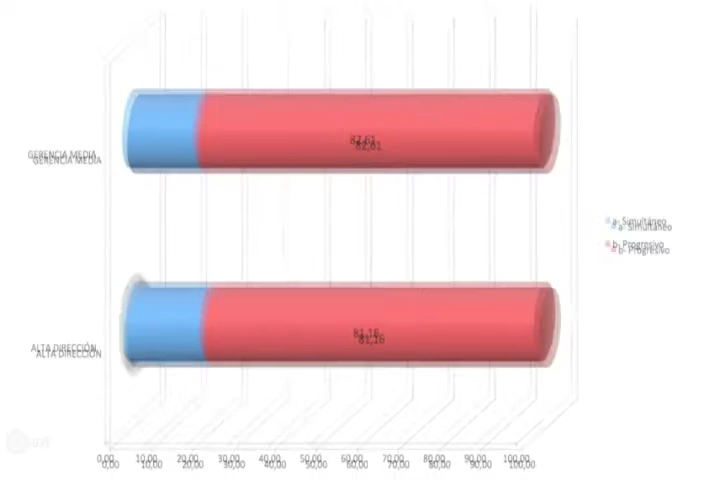 GERENCIA MEDIA
82,61
a- Simultáneo
b- Progresivo
ALTA DIRECCIÓN
81,16
0,00 10,00 20,00 30,00 40,00 50,00 60,00 70,00 80,00 90,00 100,00